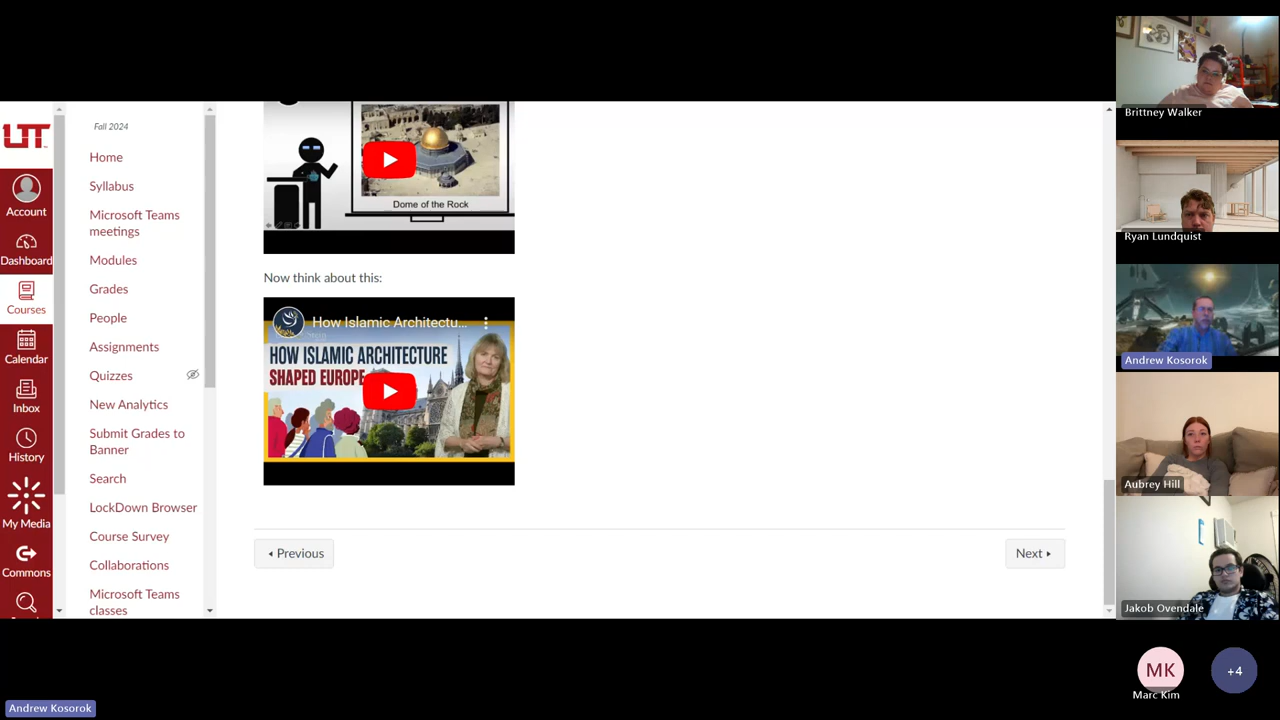 UT
Account
Dashboard
Courses
Calendar
Inbox
History
My Media
Commons
Fall 2024
Home
Syllabus
Microsoft Teams
meetings
Modules
Grades
People
Assignments
Quizzes
New Analytics
Submit Grades to
Banner
Search
LockDown Browser
Course Survey
Collaborations
Microsoft Teams
classes
Dome of the Rock
Now think about this:
How Islamic Architectu...
HOW ISLAMIC ARCHITECTURE
SHAPED EUROPE
Previous
Next
Brittney Walker
Ryan Lundquist
Andrew Kosorok
Aubrey Hill
Jakob Ovendale
MK
Marc Kim
+4
Andrew Kosorok